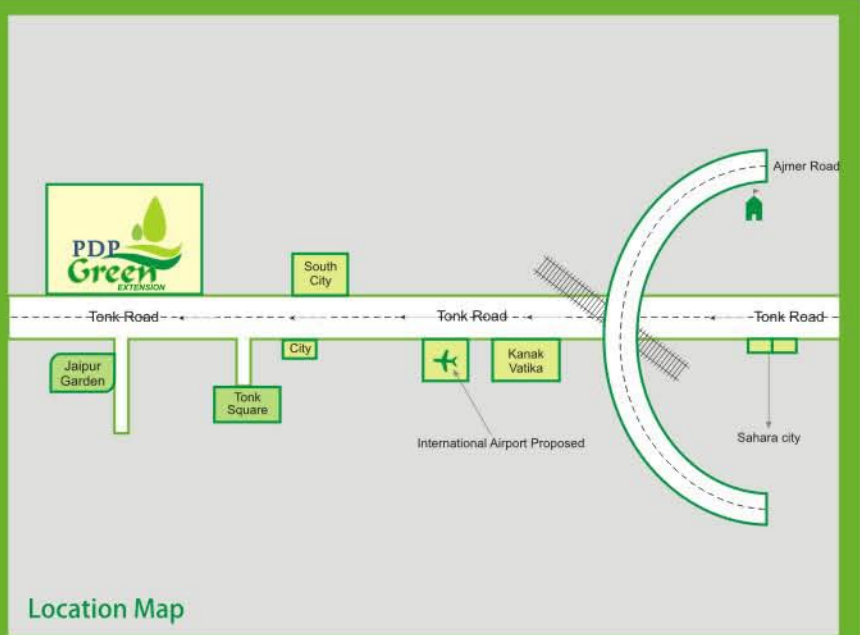 Ajmer Road
PDP
Green
EXTENSION
South
City
Tonk Road
Tonk Road
Tonk Road
Jaipur
Garden
City
Kanak
Vatika
Tonk
Square
International Airport Proposed
Sahara city
Location Map